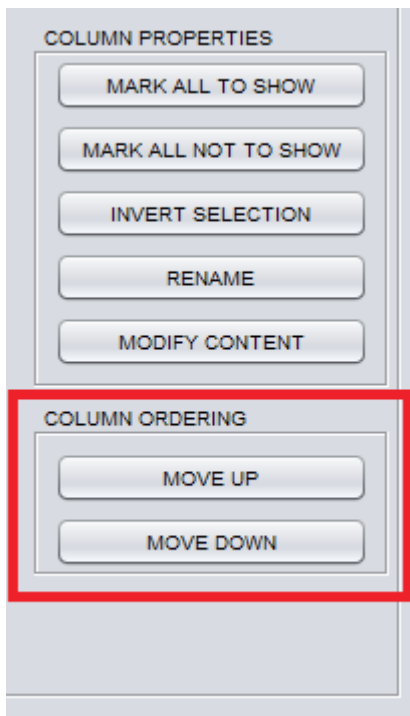 COLUMN PROPERTIES
MARK ALL TO SHOW
MARK ALL NOT TO SHOW
INVERT SELECTION
RENAME
MODIFY CONTENT
COLUMN ORDERING
MOVE UP
MOVE DOWN